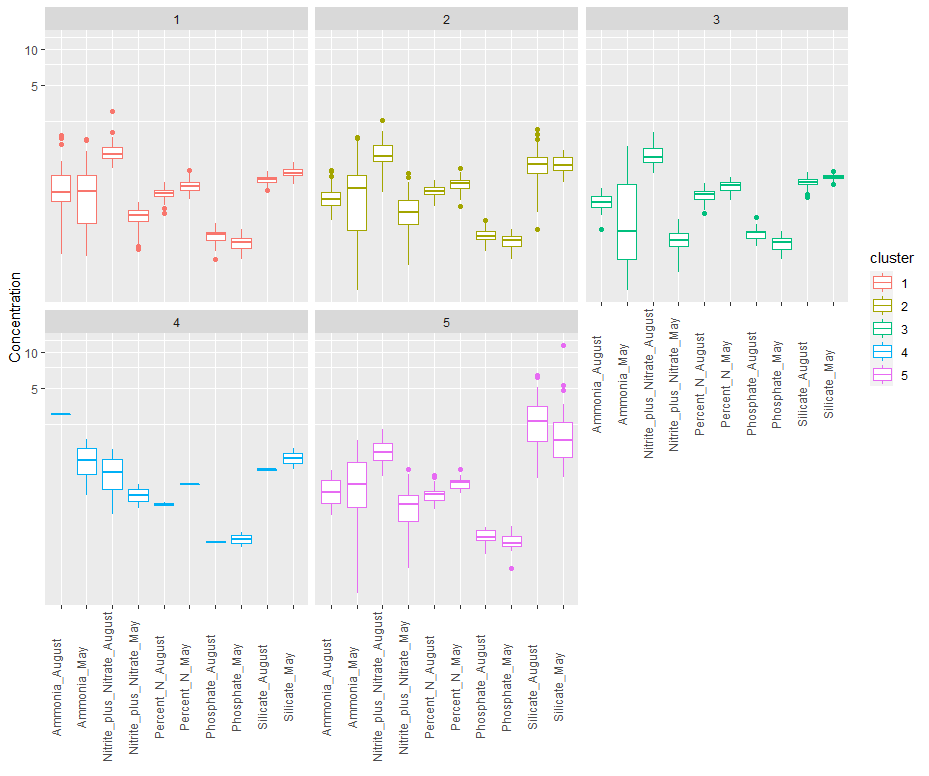 1
2
3
10
5
Concentration
Ammonia_August
Ammonia_May
Nitrite_plus_Nitrate_August
Nitrite_plus_Nitrate_May
Percent_N_August
Percent_N_May
Phosphate_August
Phosphate_May
Silicate_August
Silicate_May
cluster
1
2
3
4
5
4
5
10
5
Ammonia_August
Ammonia_May
Nitrite_plus_Nitrate_August
Nitrite_plus_Nitrate_May
Percent_N_August
Percent_N_May
Phosphate_August
Phosphate_May
Silicate_August
Silicate_May
Ammonia_August
Ammonia_May
Nitrite_plus_Nitrate_August
Nitrite_plus_Nitrate_May
Percent_N_August
Percent_N_May
Phosphate_August
Phosphate_May
Silicate_August
Silicate_May